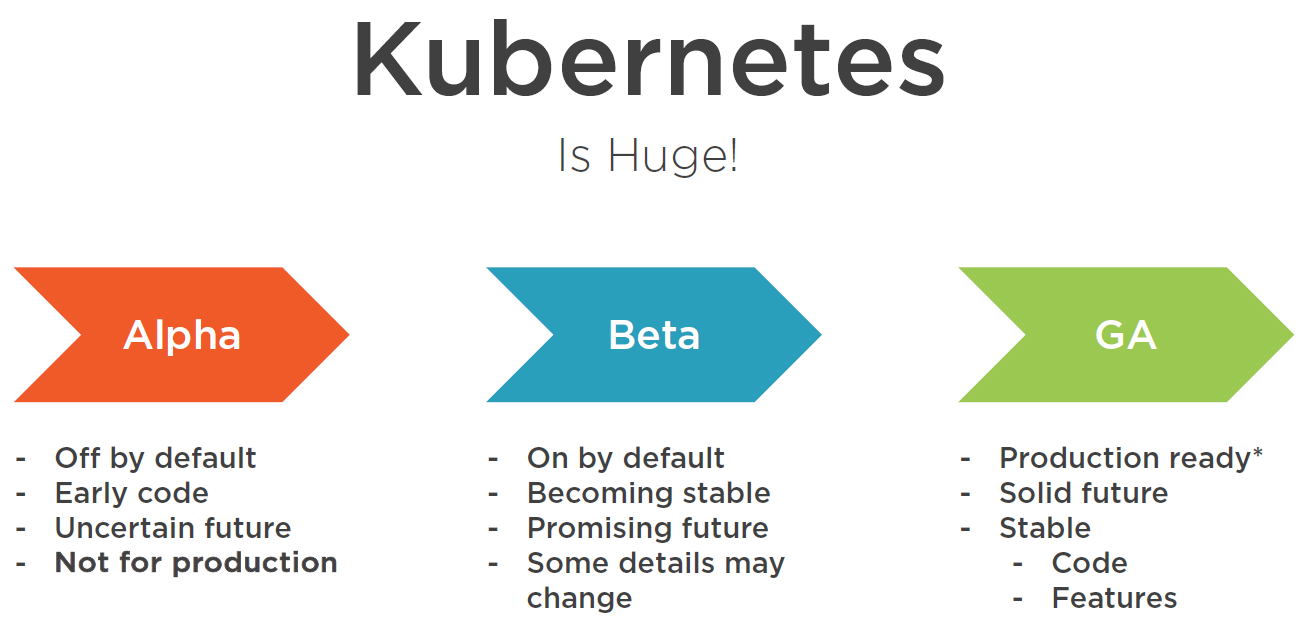 Kubernetes
Is Huge!
Alpha
- Off by default
- Early code
- Uncertain future
- Not for production
Beta
- On by default
- Becoming stable
- Promising future
- Some details may
change
GA
- Production ready*
- Solid future
- Stable
- Code
- Features